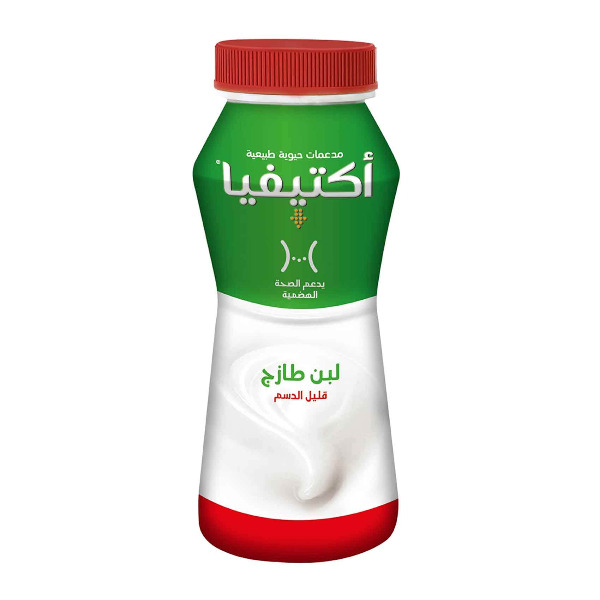 مدعمات حيوية طبيعية
أكتيفيا
يدعم الصحة
الهضمية
لبن طازج
قليل الدسم